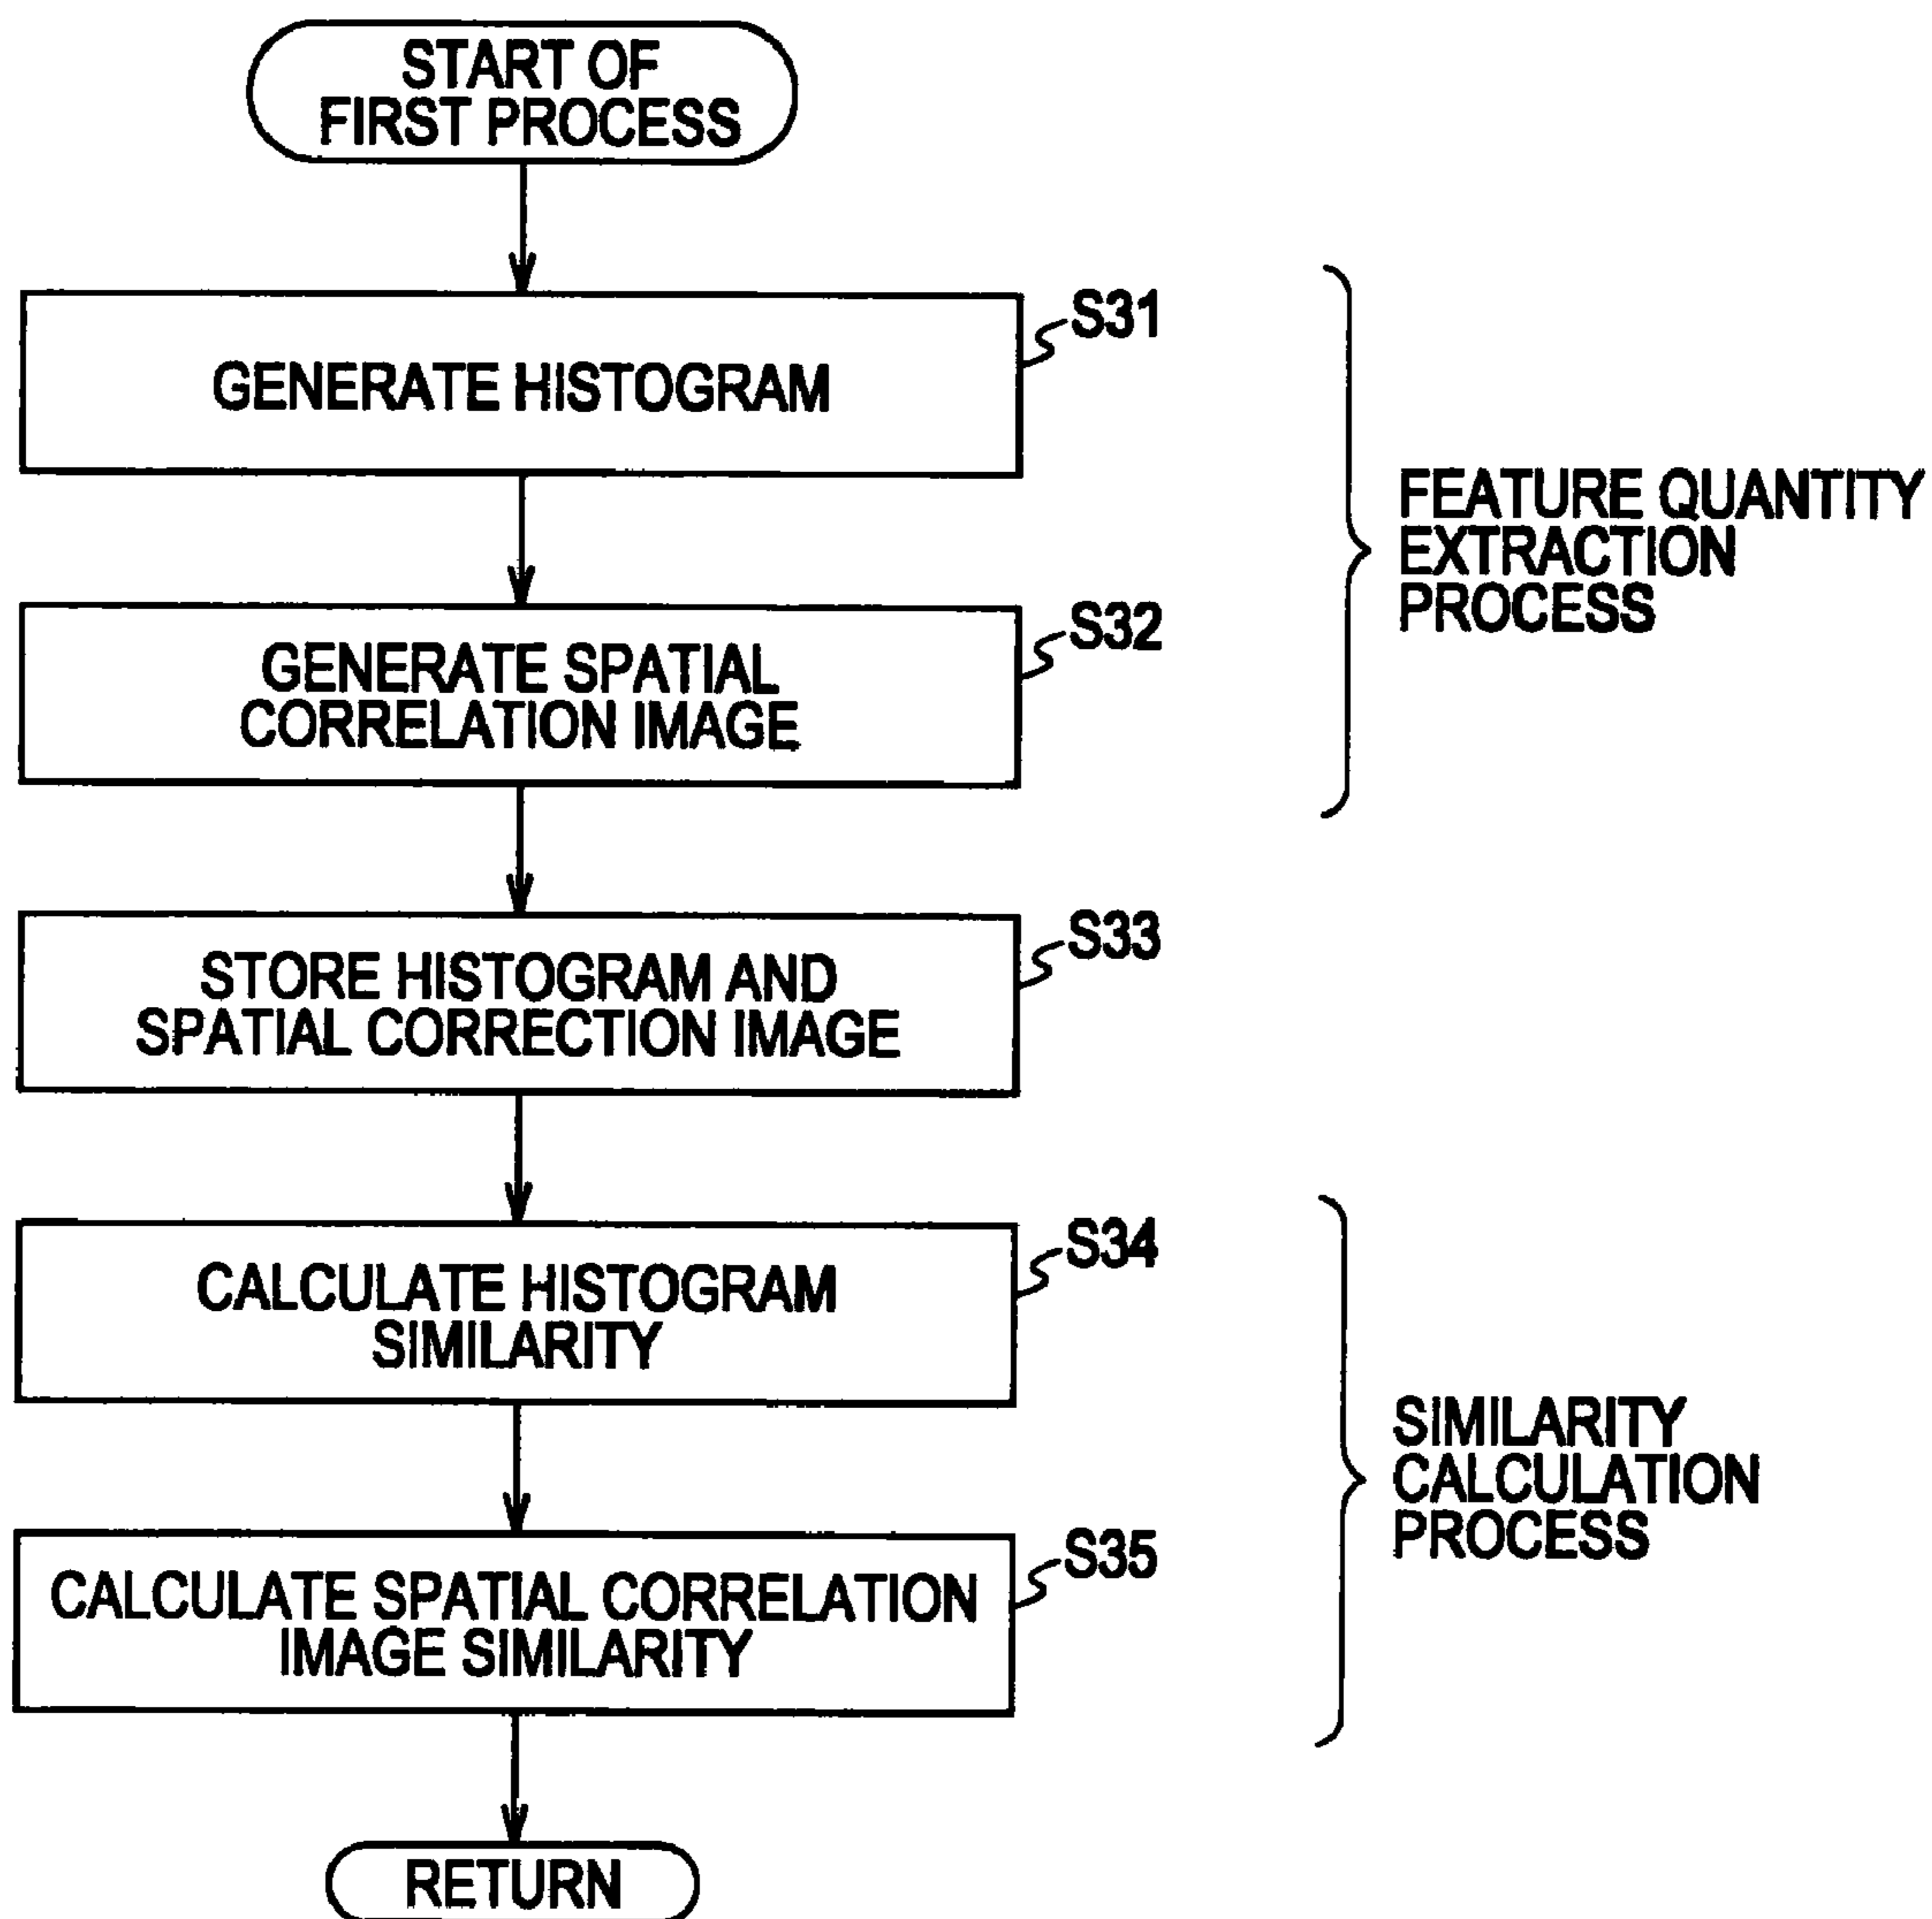 START OF
FIRST PROCESS
S31
GENERATE HISTOGRAM
FEATURE QUANTITY
EXTRACTION
PROCESS
S32
GENERATE SPATIAL
CORRELATION IMAGE
S33
STORE HISTOGRAM AND
SPATIAL CORRECTION IMAGE
S34
CALCULATE HISTOGRAM
SIMILARITY
SIMILARITY
CALCULATION
PROCESS
S35
CALCULATE SPATIAL CORRELATION
IMAGE SIMILARITY
RETURN